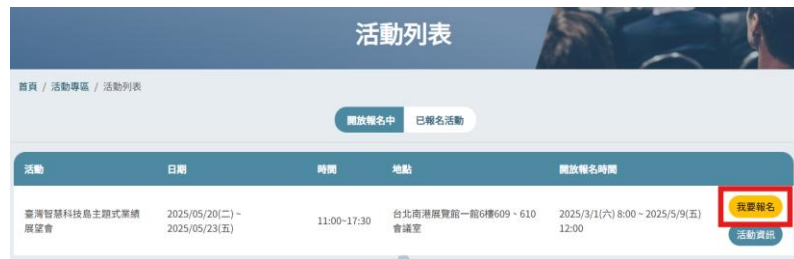 活動列表
首頁 / 活動專區 / 活動列表
開放報名中 已報名活動
活動 日期 時間 地點 開放報名時間
臺灣智慧科技島主題式業績
展望會
2025/05/20(二) ~
2025/05/23(五)
11:00~17:30
台北南港展覽館一館6樓609、610
會議室
2025/3/1(六) 8:00 ~ 2025/5/9(五)
12:00
我要報名
活動資訊